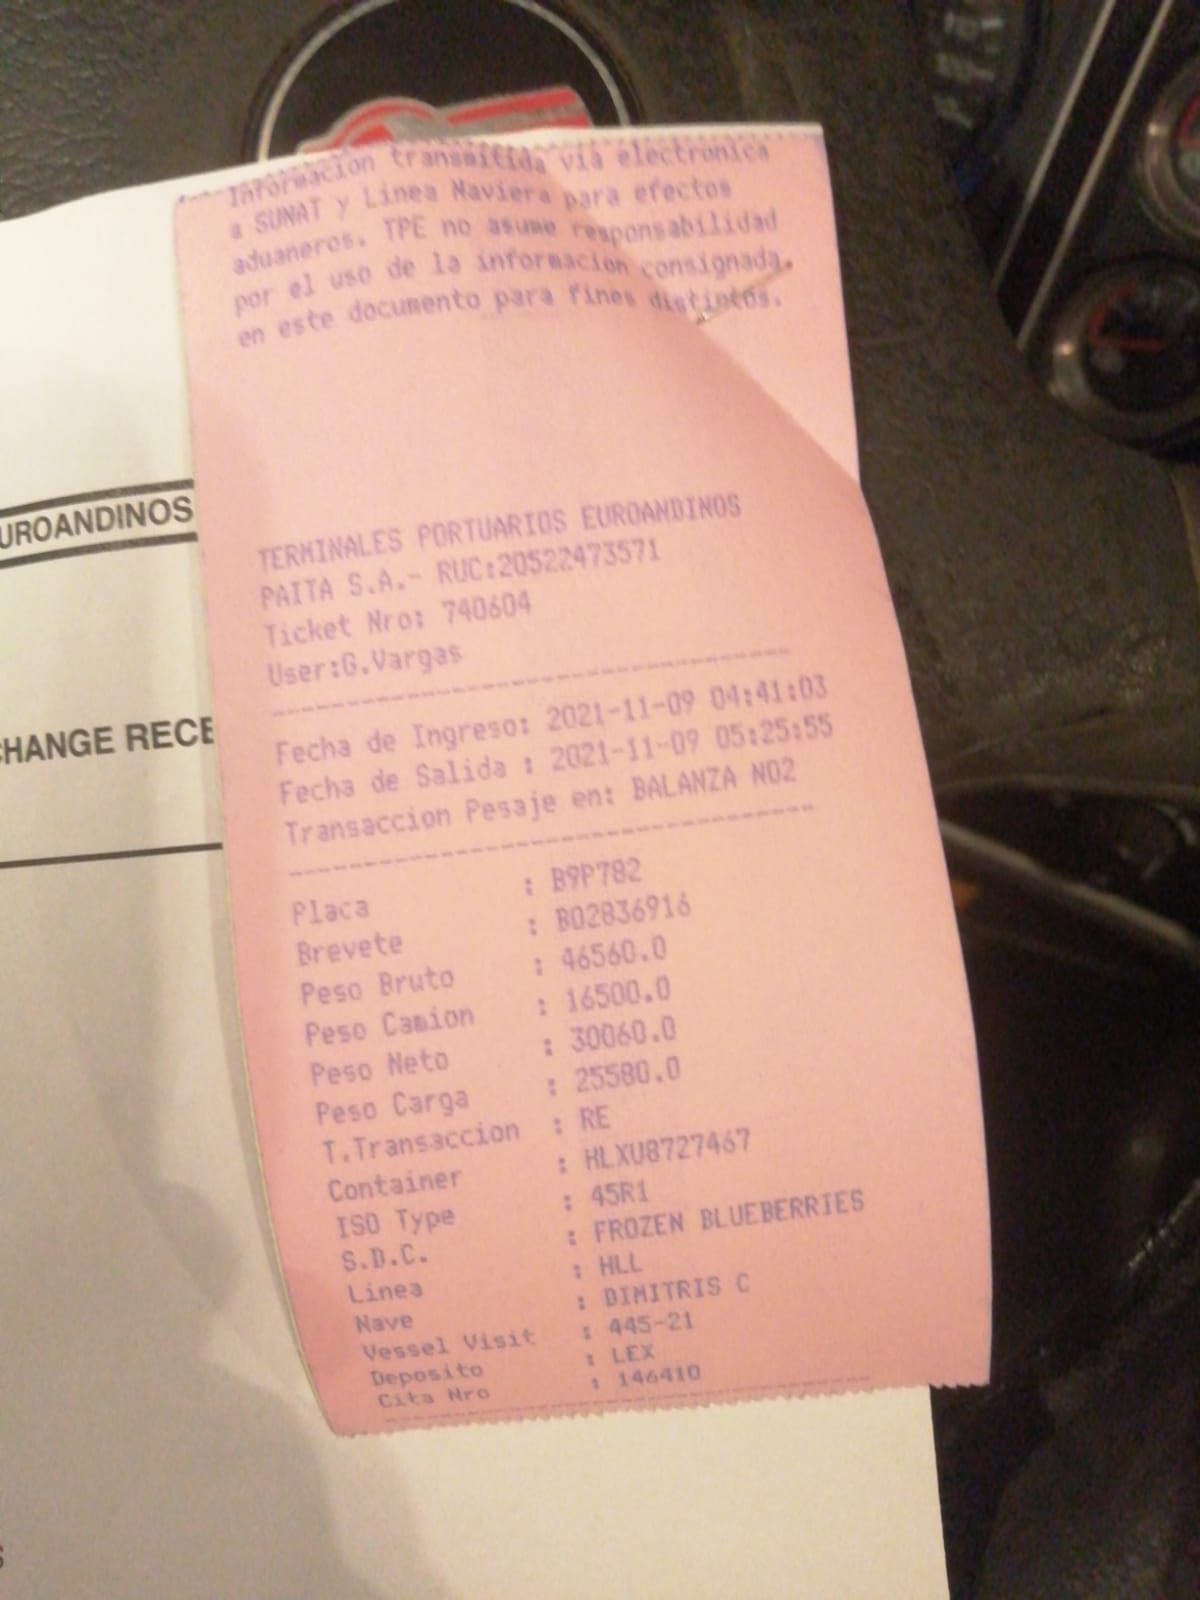 Informacion transmitida via electronica
a SUNAT y Linea Naviera para efectos
aduaneros. TPE no asume responsabilidad
por el uso de la informacion consignada.
en este documento para fines distintos.
UROANDINOS
CHANGE RECE
TERMINALES PORTUARIOS EUROANDINOS
PAITA S.A.- RUC:20522473571
Ticket Nro: 740604
User:G.Vargas
Fecha de Ingreso: 2021-11-09 04:41:03
Fecha de Salida : 2021-11-09 05:25:55
Transaccion Pesaje en: BALANZA NO2
Placa : B9P782
Brevete : B02836916
Peso Bruto : 46560.0
Peso Camion : 16500.0
Peso Neto : 30060.0
Peso Carga : 25580.0
T.Transaccion : RE
Container : HLXU8727467
ISO Type : 45R1
S.D.C. : FROZEN BLUEBERRIES
Linea : HLL
Nave : DIMITRIS C
Vessel Visit : 445-21
Deposito : LEX
Cita Nro : 146410
S